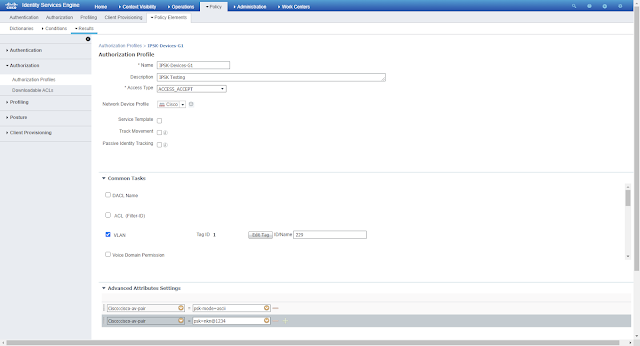 Identity Services Engine Home Context Visibility Operations Policy Administration Work Centers
Authentication Authorization Profiling Client Provisioning Policy Elements
Dictionaries Conditions Results
Authentication
Authorization
Authorization Profiles
Downloadable ACLs
Profiling
Posture
Client Provisioning
Authorization Profiles > IPSK-Devices-G1
Authorization Profile
* Name IPSK-Devices-G1
Description IPSK Testing
* Access Type ACCESS_ACCEPT
Network Device Profile Cisco
Service Template
Track Movement
Passive Identity Tracking
Common Tasks
DACL Name
ACL (Filter-ID)
VLAN Tag ID 1 Edit Tag ID/Name 229
Voice Domain Permission
Advanced Attributes Settings
Cisco:cisco-av-pair = psk-mode=ascii
Cisco:cisco-av-pair =